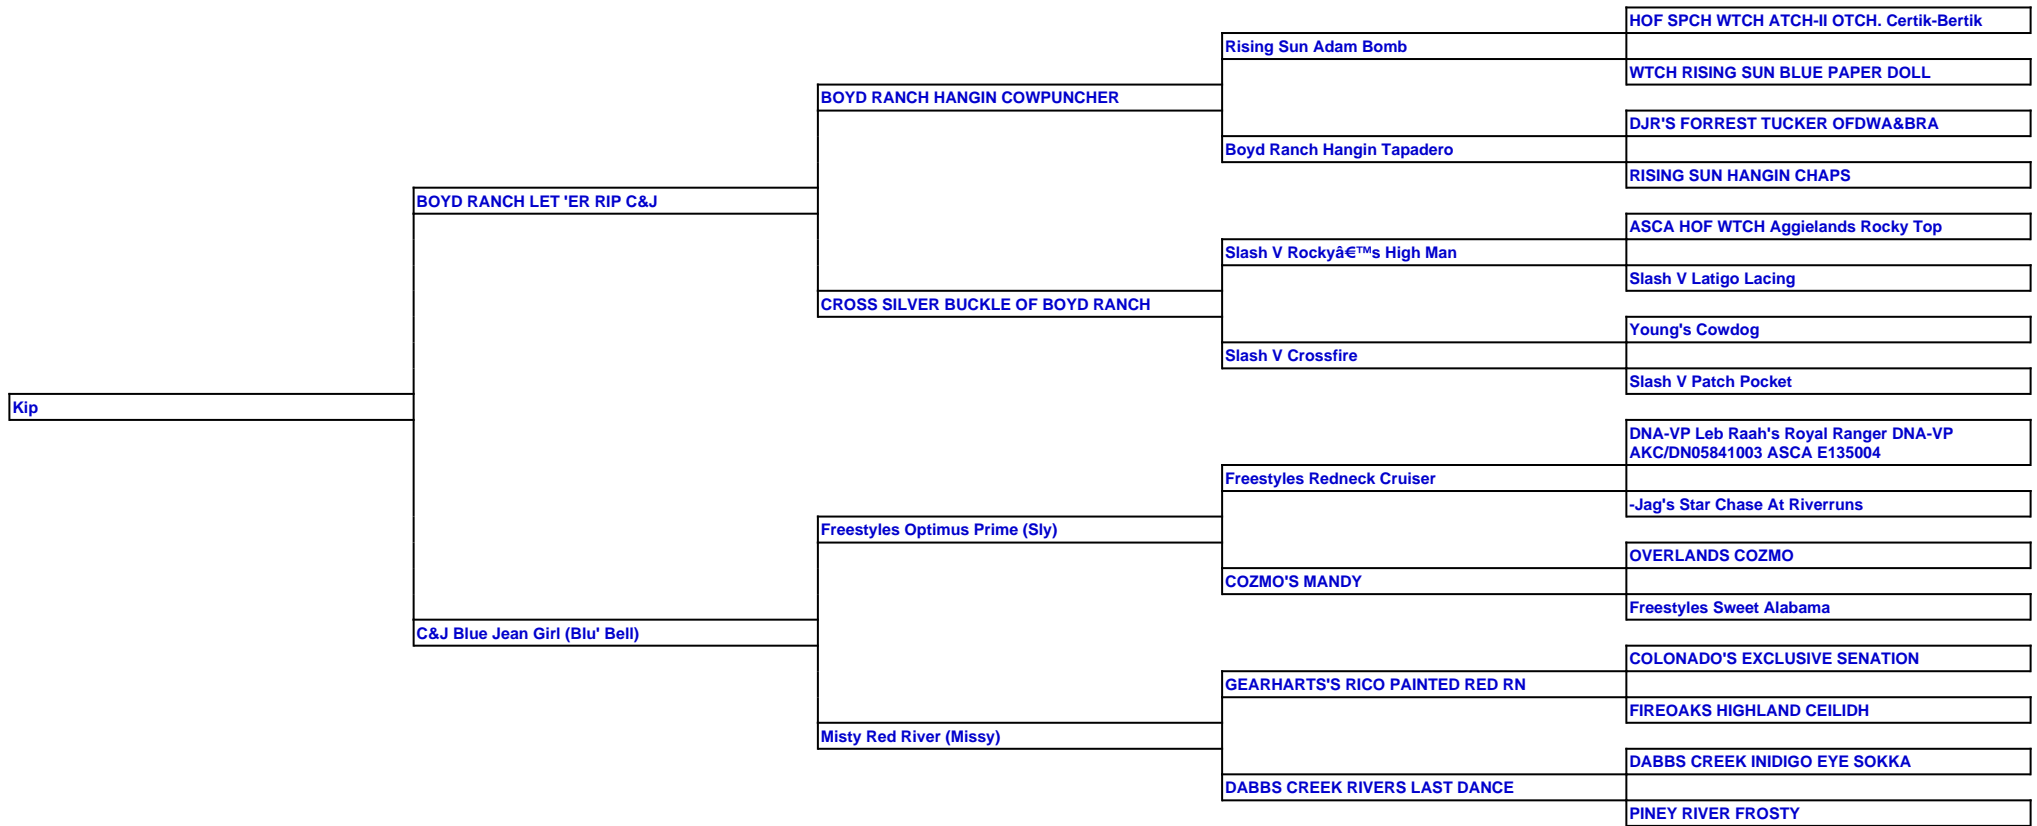 HOF SPCH WTCH ATCH-II OTCH. Certik-Bertik
Rising Sun Adam Bomb
WTCH RISING SUN BLUE PAPER DOLL
BOYD RANCH HANGIN COWPUNCHER
DJR'S FORREST TUCKER OFDWA&BRA
Boyd Ranch Hangin Tapadero
RISING SUN HANGIN CHAPS
BOYD RANCH LET 'ER RIP C&J
ASCA HOF WTCH Aggielands Rocky Top
Slash V Rockyâ€™s High Man
Slash V Latigo Lacing
CROSS SILVER BUCKLE OF BOYD RANCH
Young's Cowdog
Slash V Crossfire
Slash V Patch Pocket
Kip
DNA-VP Leb Raah's Royal Ranger DNA-VP
AKC/DN05841003 ASCA E135004
Freestyles Redneck Cruiser
-Jag's Star Chase At Riverruns
Freestyles Optimus Prime (Sly)
OVERLANDS COZMO
COZMO'S MANDY
Freestyles Sweet Alabama
C&J Blue Jean Girl (Blu' Bell)
COLONADO'S EXCLUSIVE SENATION
GEARHARTS'S RICO PAINTED RED RN
FIREOAKS HIGHLAND CEILIDH
Misty Red River (Missy)
DABBS CREEK INIDIGO EYE SOKKA
DABBS CREEK RIVERS LAST DANCE
PINEY RIVER FROSTY